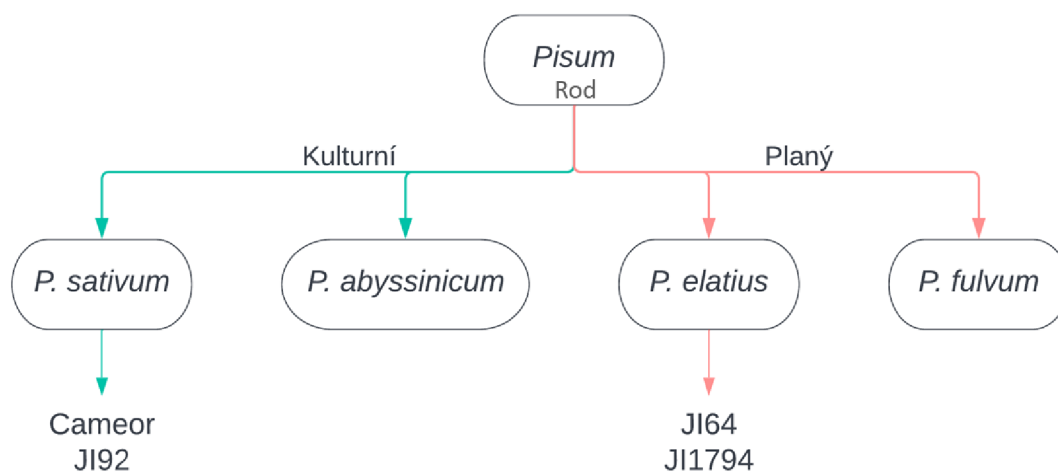 Pisum
Rod
Kulturní
Planý
P. sativum
P. abyssinicum
P. elatius
P. fulvum
Cameor
JI92
JI64
JI1794